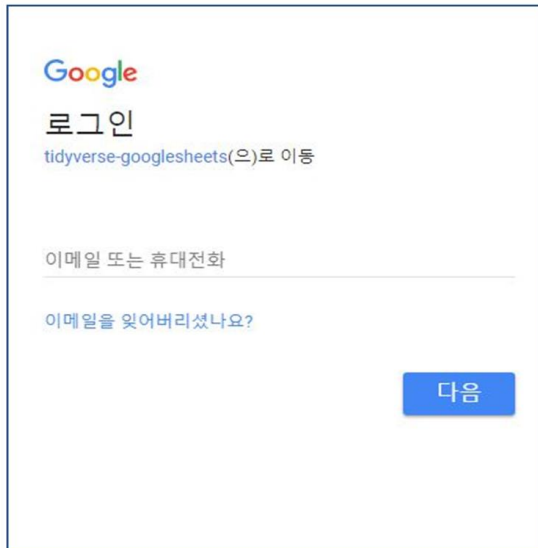 Google
로그인
tidyverse-googlesheets(으)로 이동
이메일 또는 휴대전화
이메일을 잊어버리셨나요?
다음